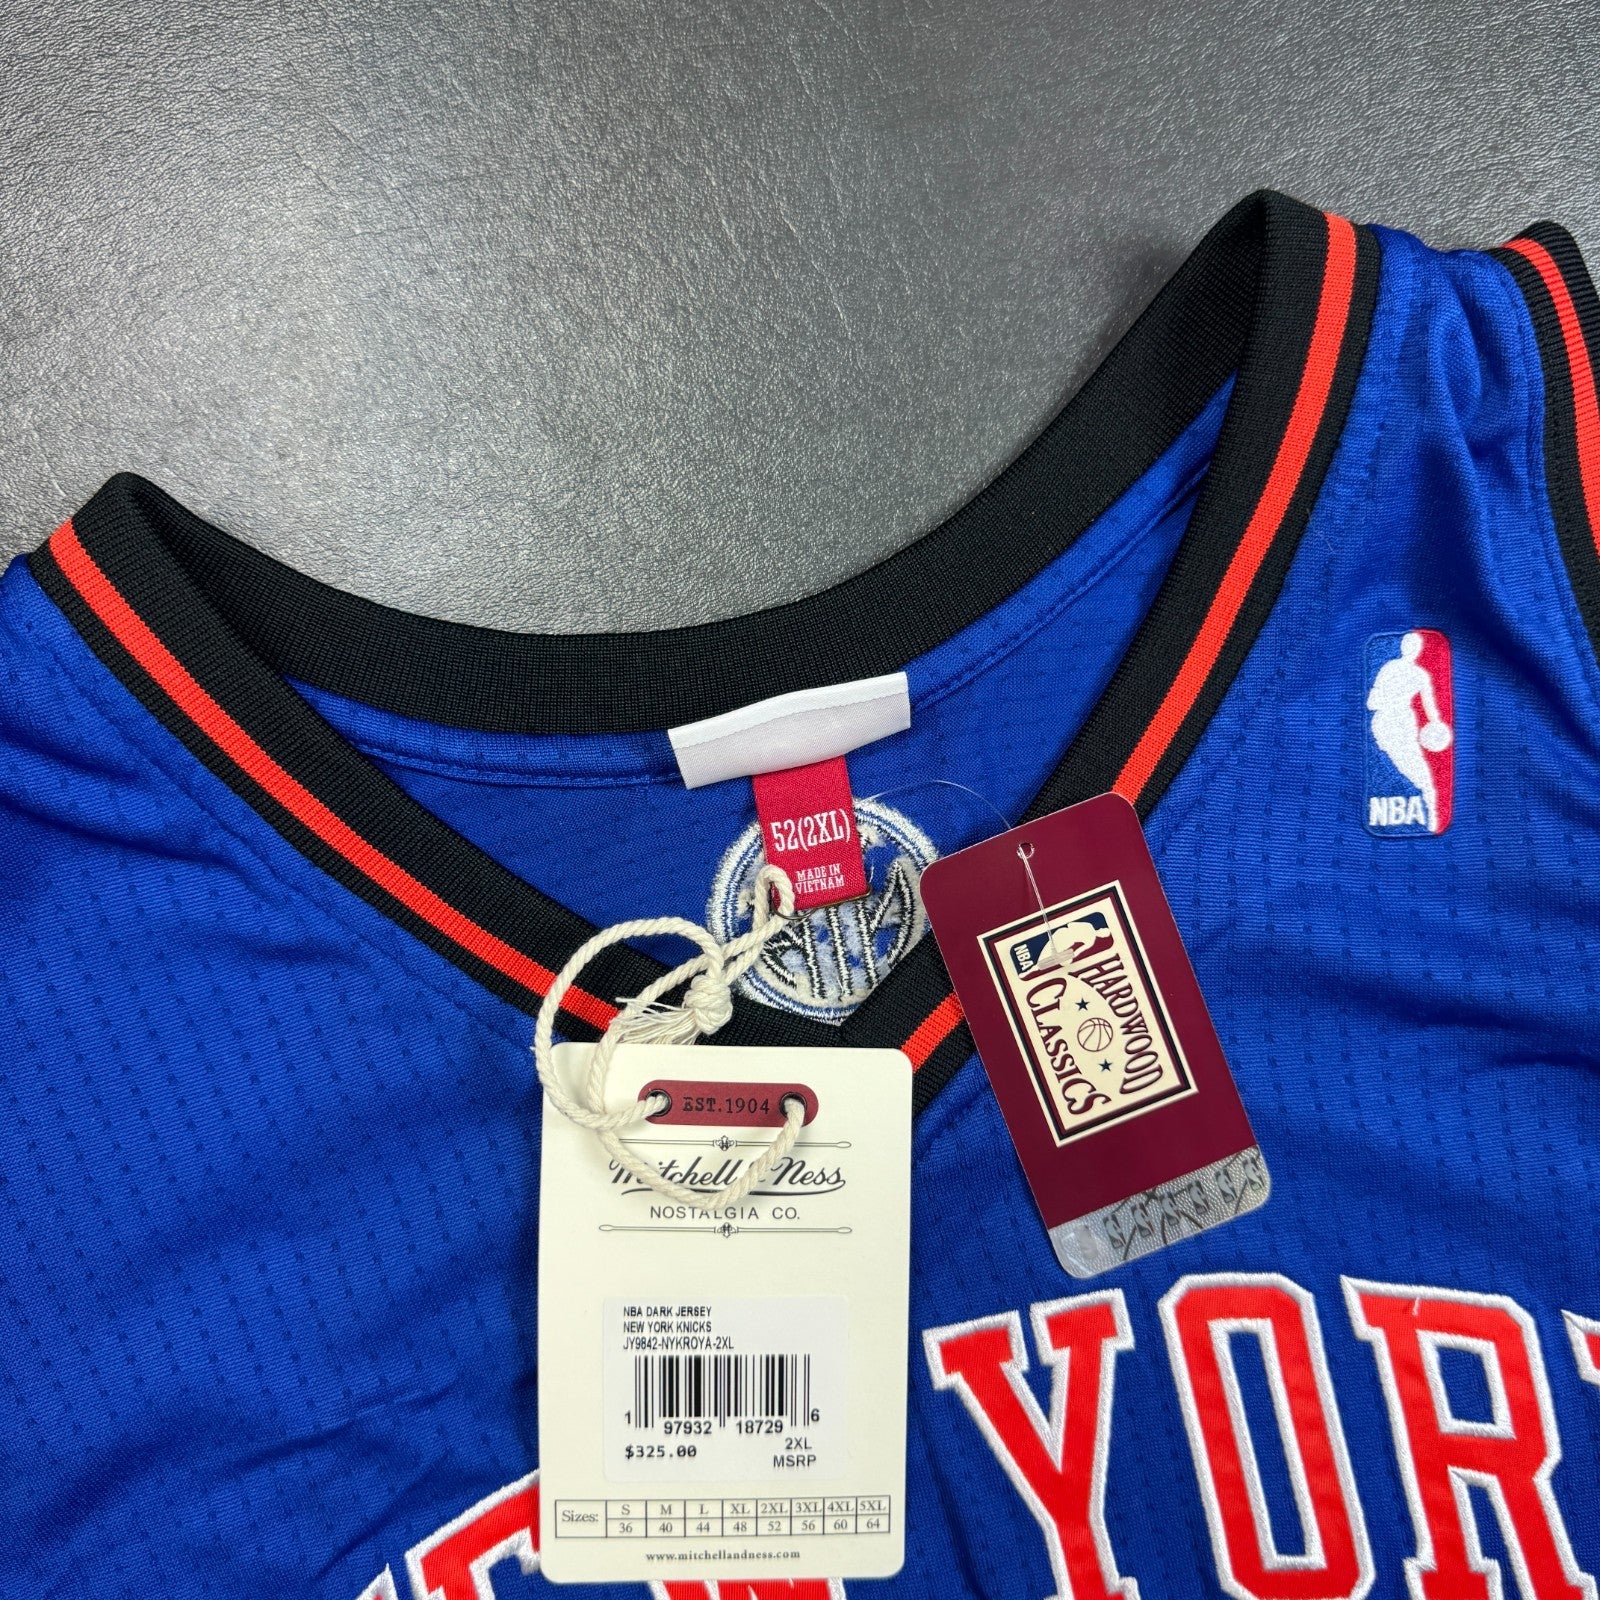 52(2XL)
MADE IN
VIETNAM
NBA
NBA
HARDWOOD
CLASSICS
EST.1904
Mitchell & Ness
NOSTALGIA CO.
NBA DARK JERSEY
NEW YORK KNICKS
JY9842-NYKROYA-2XL
1 97932 18729 6
$325.00
2XL
MSRP
Sizes: S M L XL 2XL 3XL 4XL 5XL
36 40 44 48 52 56 60 64
www.mitchellandness.com
YOR